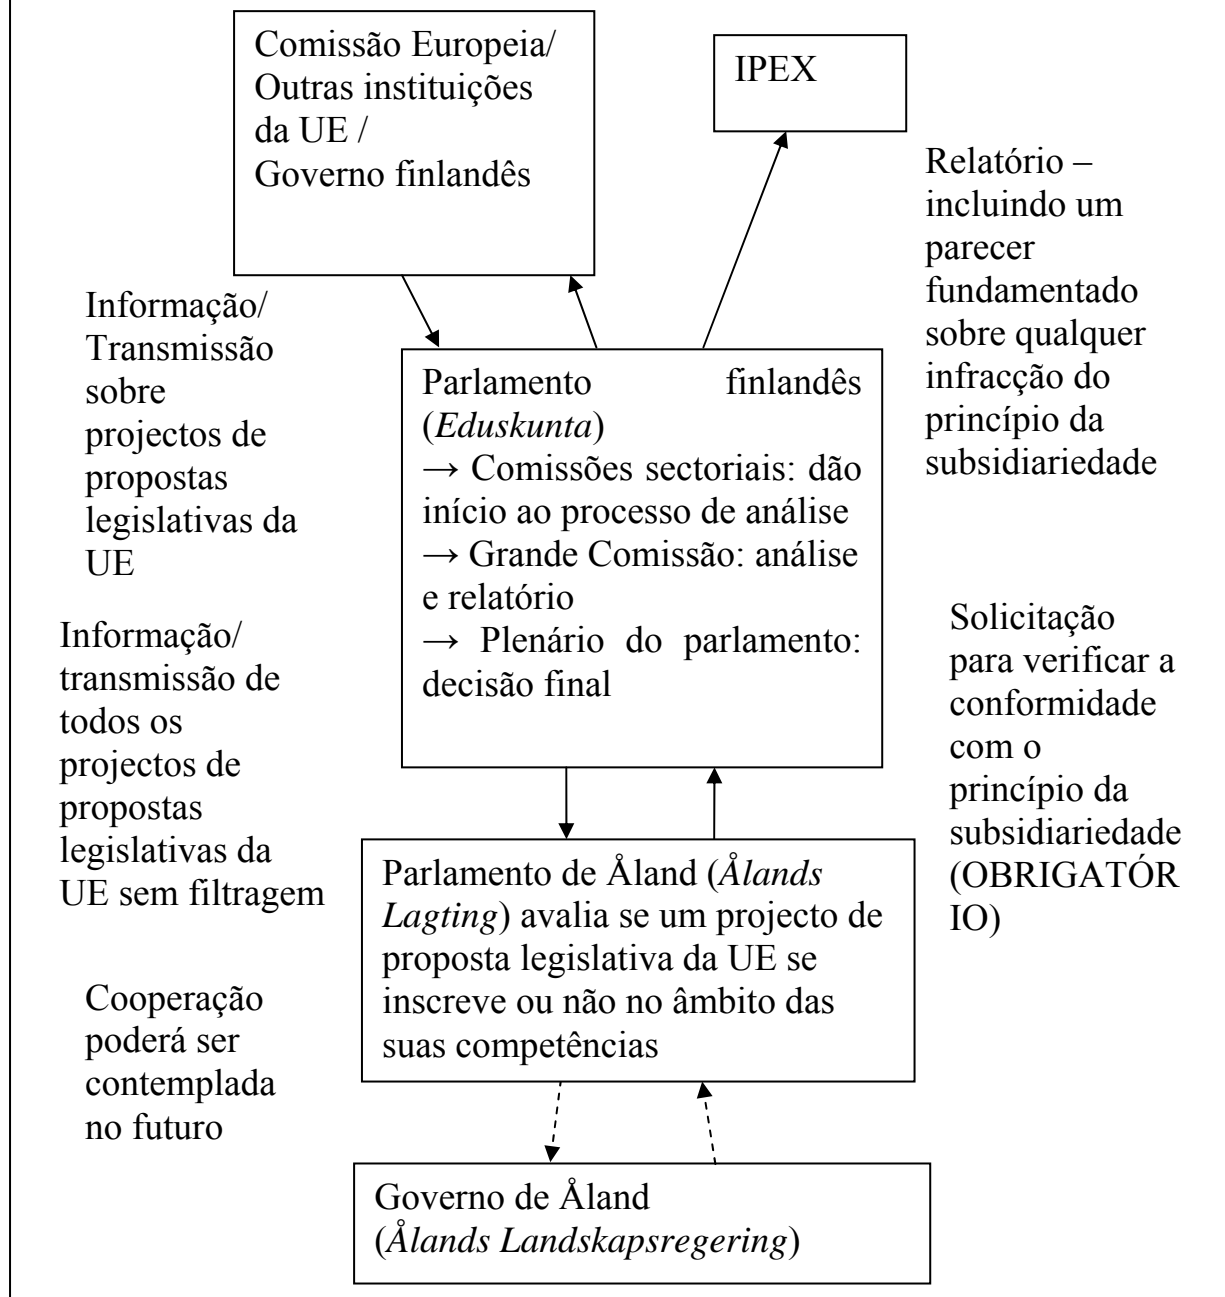 Comissão Europeia/
Outras instituições
da UE /
Governo finlandês
IPEX
Relatório –
incluindo um
parecer
fundamentado
sobre qualquer
infracção do
princípio da
subsidiariedade
Informação/
Transmissão
sobre
projectos de
propostas
legislativas da
UE
Parlamento finlandês
(Eduskunta)
→ Comissões sectoriais: dão
início ao processo de análise
→ Grande Comissão: análise
e relatório
→ Plenário do parlamento:
decisão final
Informação/
transmissão de
todos os
projectos de
propostas
legislativas da
UE sem filtragem
Solicitação
para verificar a
conformidade
com o
princípio da
subsidiariedade
(OBRIGATÓR
IO)
Parlamento de Åland (Ålands
Lagting) avalia se um projecto de
proposta legislativa da UE se
inscreve ou não no âmbito das
suas competências
Cooperação
poderá ser
contemplada
no futuro
Governo de Åland
(Ålands Landskapsregering)